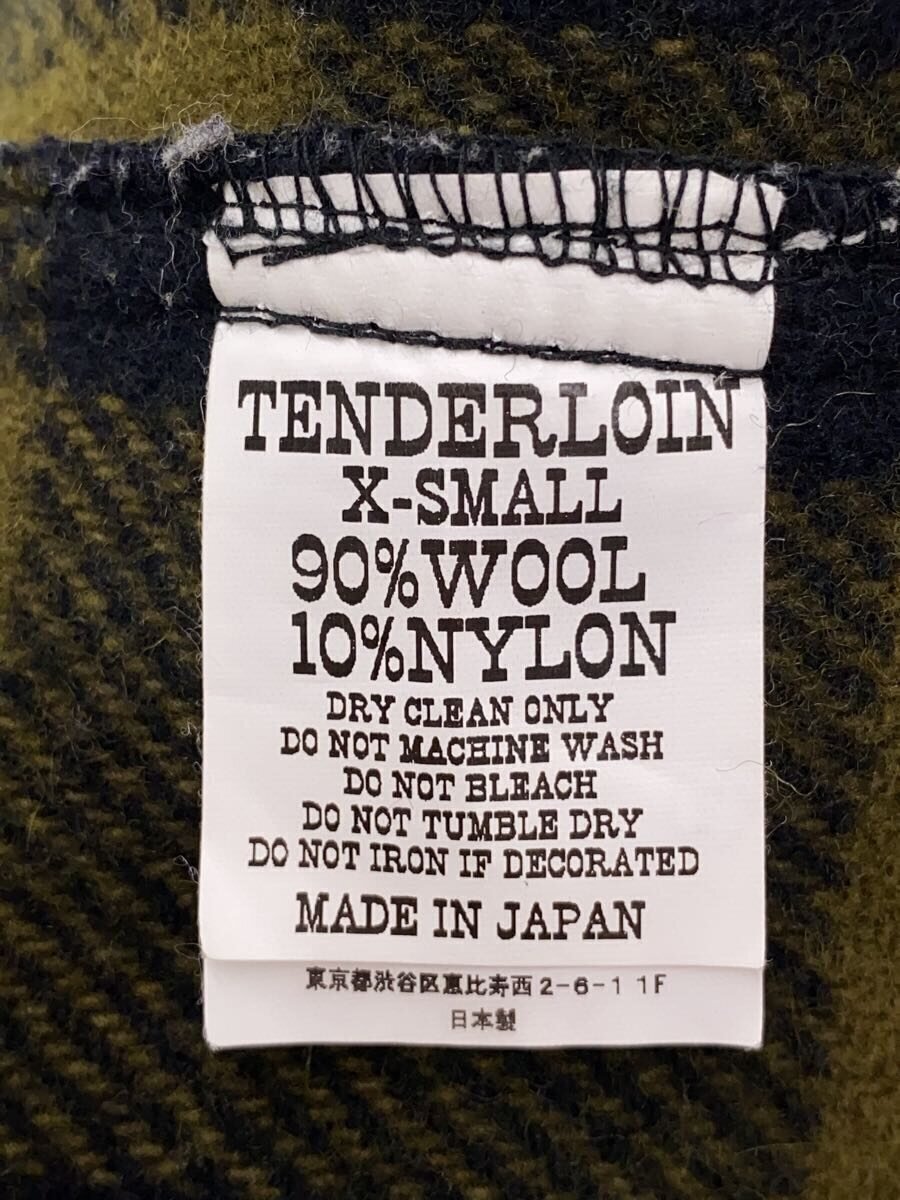 TENDERLOIN
X-SMALL
90%WOOL
10%NYLON
DRY CLEAN ONLY
DO NOT MACHINE WASH
DO NOT BLEACH
DO NOT TUMBLE DRY
DO NOT IRON IF DECORATED
MADE IN JAPAN
東京都渋谷区恵比寿西2-6-1 1F
日本製